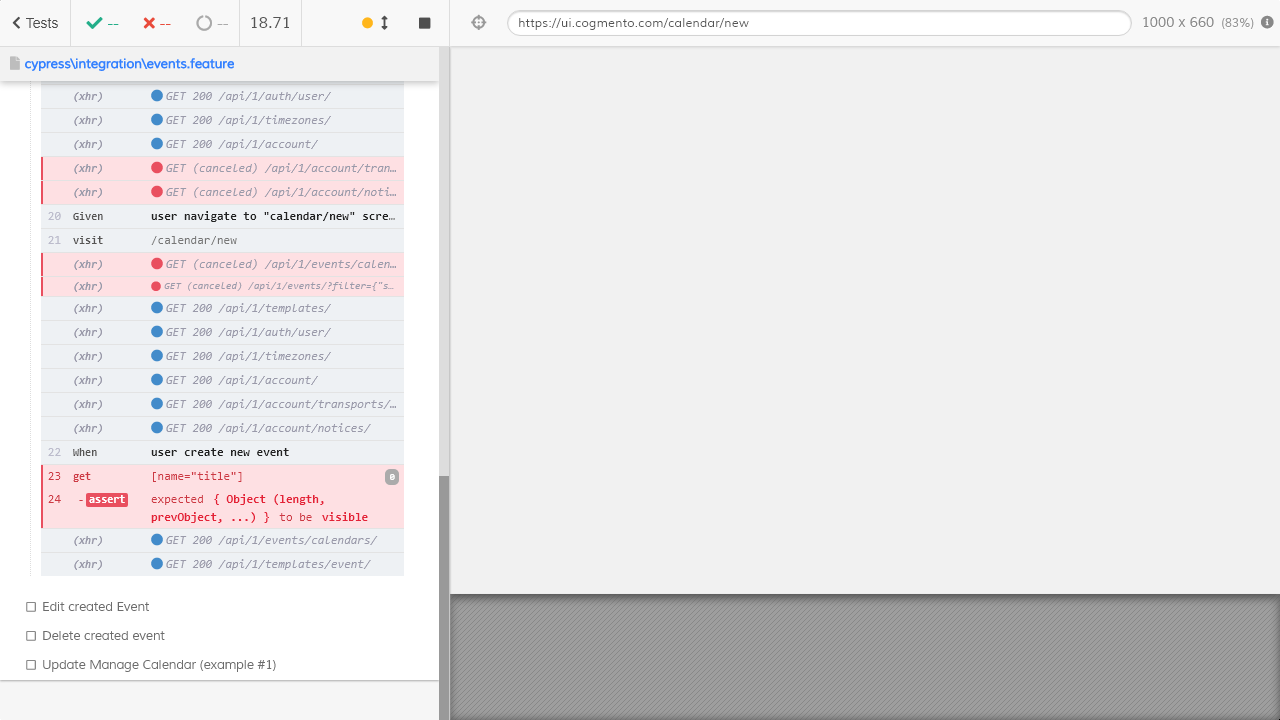 Tests -- -- -- 18.71 https://ui.cogmento.com/calendar/new 1000 x 660 (83%)
cypress\integration\events.feature
(xhr) GET 200 /api/1/auth/user/
(xhr) GET 200 /api/1/timezones/
(xhr) GET 200 /api/1/account/
(xhr) GET (canceled) /api/1/account/tran…
(xhr) GET (canceled) /api/1/account/noti…
20 Given user navigate to "calendar/new" scre…
21 visit /calendar/new
(xhr) GET (canceled) /api/1/events/calen…
(xhr) GET (canceled) /api/1/events/?filter={"s…
(xhr) GET 200 /api/1/templates/
(xhr) GET 200 /api/1/auth/user/
(xhr) GET 200 /api/1/timezones/
(xhr) GET 200 /api/1/account/
(xhr) GET 200 /api/1/account/transports/…
(xhr) GET 200 /api/1/account/notices/
22 When user create new event
23 get [name="title"] 0
24 - assert expected { Object (length,
prevObject, ...) } to be visible
(xhr) GET 200 /api/1/events/calendars/
(xhr) GET 200 /api/1/templates/event/
Edit created Event
Delete created event
Update Manage Calendar (example #1)